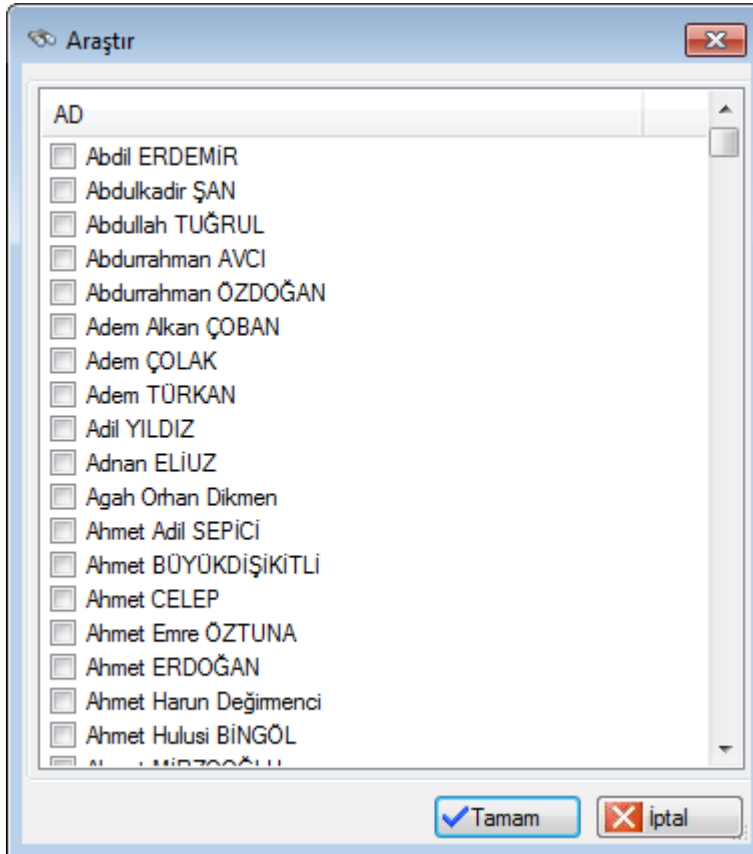 Araştır
AD
Abdil ERDEMİR
Abdulkadir ŞAN
Abdullah TUĞRUL
Abdurrahman AVCI
Abdurrahman ÖZDOĞAN
Adem Alkan ÇOBAN
Adem ÇOLAK
Adem TÜRKAN
Adil YILDIZ
Adnan ELİUZ
Agah Orhan Dikmen
Ahmet Adil SEPİCİ
Ahmet BÜYÜKDİŞİKİTLİ
Ahmet CELEP
Ahmet Emre ÖZTUNA
Ahmet ERDOĞAN
Ahmet Harun Değirmenci
Ahmet Hulusi BİNGÖL
Tamam İptal